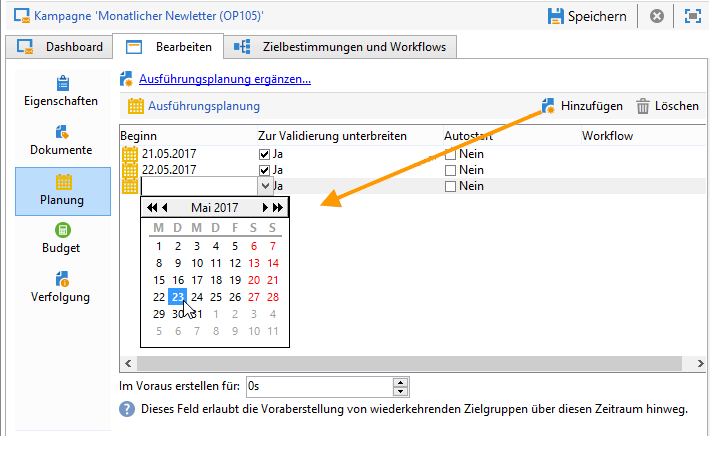 Kampagne 'Monatlicher Newletter (OP105)'
Speichern
Dashboard Bearbeiten Zielbestimmungen und Workflows
Eigenschaften
Dokumente
Planung
Budget
Verfolgung
Ausführungsplanung ergänzen...
Ausführungsplanung Hinzufügen Löschen
Beginn Zur Validierung unterbreiten Autostart Workflow
21.05.2017 Ja Nein
22.05.2017 Ja Nein
Ja Nein
Mai 2017
M D M D F S S
1 2 3 4 5 6 7
8 9 10 11 12 13 14
15 16 17 18 19 20 21
22 23 24 25 26 27 28
29 30 31 1 2 3 4
5 6 7 8 9 10 11
Im Voraus erstellen für: 0s
? Dieses Feld erlaubt die Voraberstellung von wiederkehrenden Zielgruppen über diesen Zeitraum hinweg.